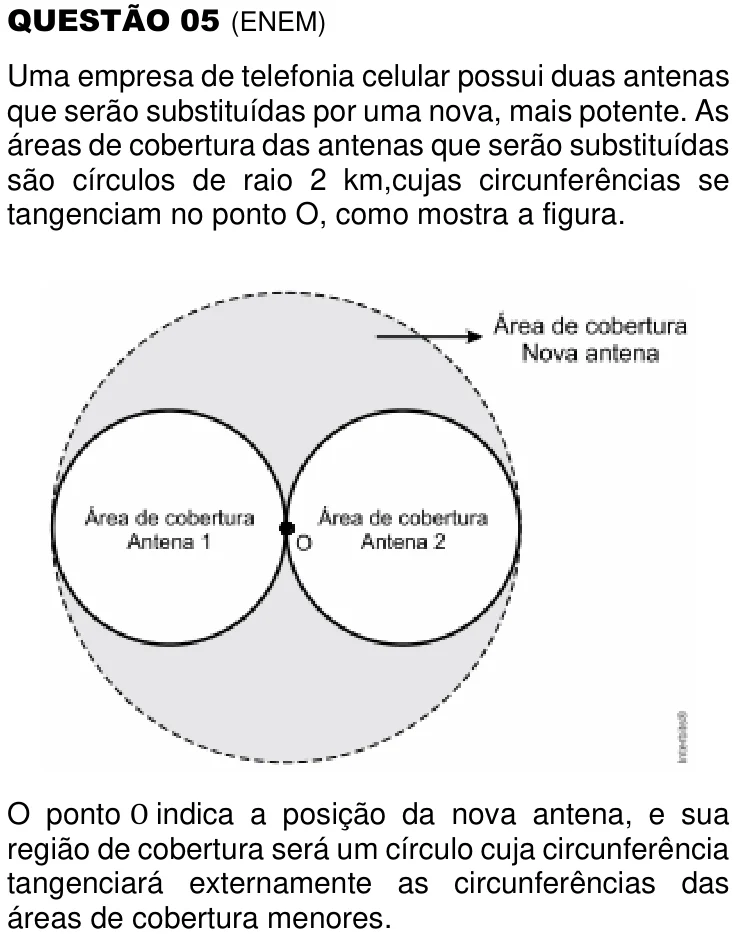 QUESTÃO 05 (ENEM)
Uma empresa de telefonia celular possui duas antenas
que serão substituídas por uma nova, mais potente. As
áreas de cobertura das antenas que serão substituídas
são círculos de raio 2 km,cujas circunferências se
tangenciam no ponto O, como mostra a figura.
Área de cobertura
Nova antena
Área de cobertura
Antena 1
Área de cobertura
Antena 2
O
Interbits®
O ponto O indica a posição da nova antena, e sua
região de cobertura será um círculo cuja circunferência
tangenciará externamente as circunferências das
áreas de cobertura menores.